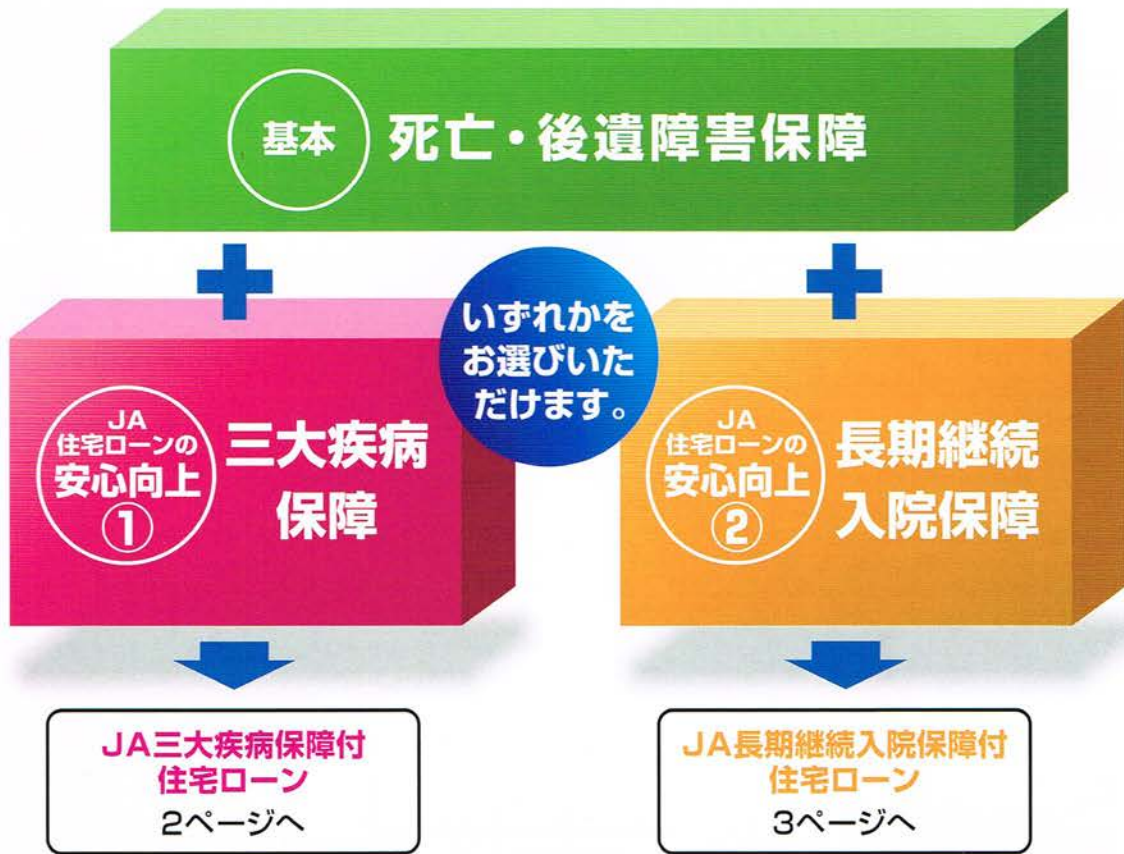 基本
死亡・後遺障害保障
いずれかを
お選びいた
だけます。
JA
住宅ローンの
安心向上
①
三大疾病
保障
JA
住宅ローンの
安心向上
②
長期継続
入院保障
JA三大疾病保障付
住宅ローン
2ページへ
JA長期継続入院保障付
住宅ローン
3ページへ